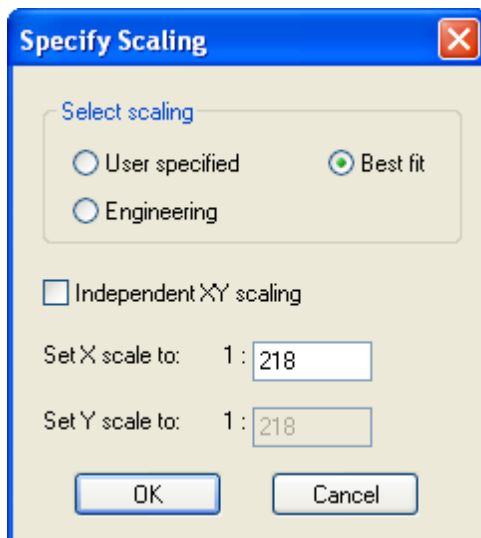 Specify Scaling
Select scaling
User specified
Best fit
Engineering
Independent XY scaling
Set X scale to: 1 : 218
Set Y scale to: 1 : 218
OK
Cancel